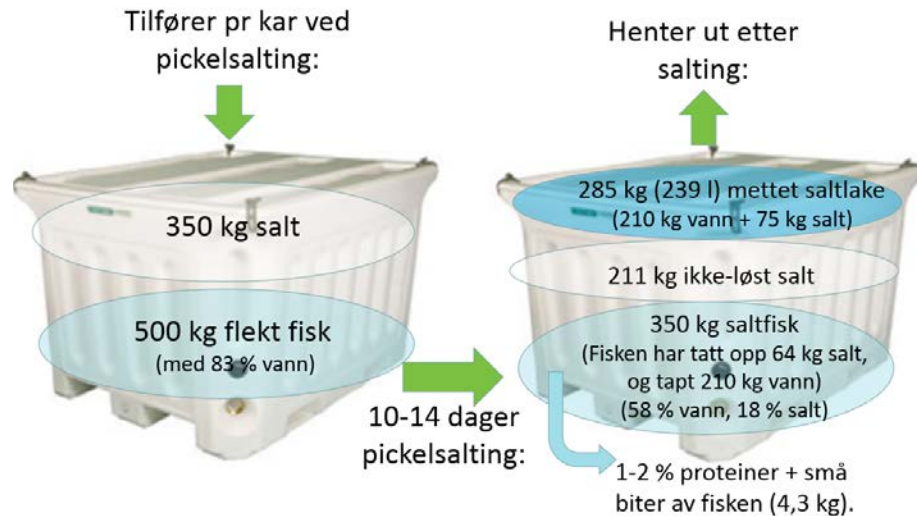 Tilfører pr kar ved
pickelsalting:
350 kg salt
500 kg flekt fisk
(med 83 % vann)
10-14 dager
pickelsalting:
Henter ut etter
salting:
285 kg (239 l) mettet saltlake
(210 kg vann + 75 kg salt)
211 kg ikke-løst salt
350 kg saltfisk
(Fisken har tatt opp 64 kg salt,
og tapt 210 kg vann)
(58 % vann, 18 % salt)
1-2 % proteiner + små
biter av fisken (4,3 kg).